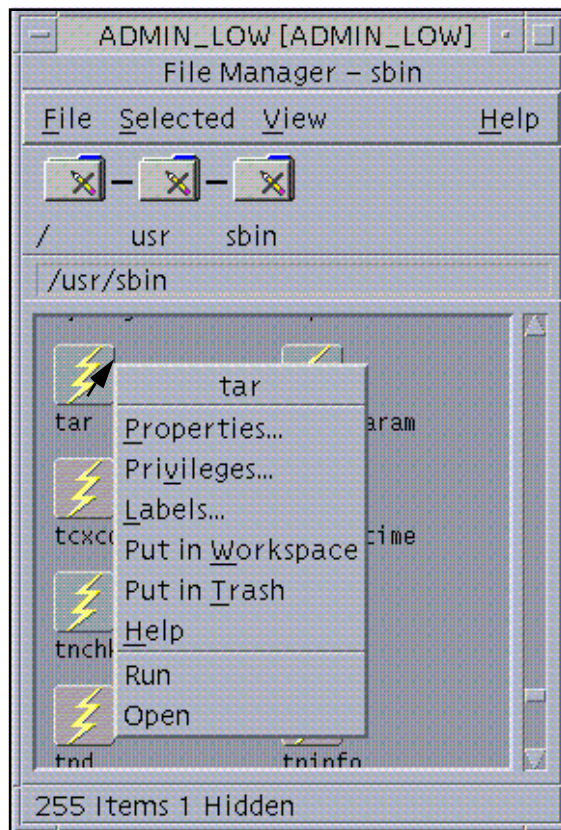 ADMIN_LOW [ADMIN_LOW]
File Manager – sbin
File Selected View Help
/ usr sbin
/usr/sbin
tar
tar
aram
Properties...
Privileges...
Labels...
Put in Workspace
Put in Trash
Help
Run
Open
tcxc
time
tnch
tnd
tninfo
255 Items 1 Hidden